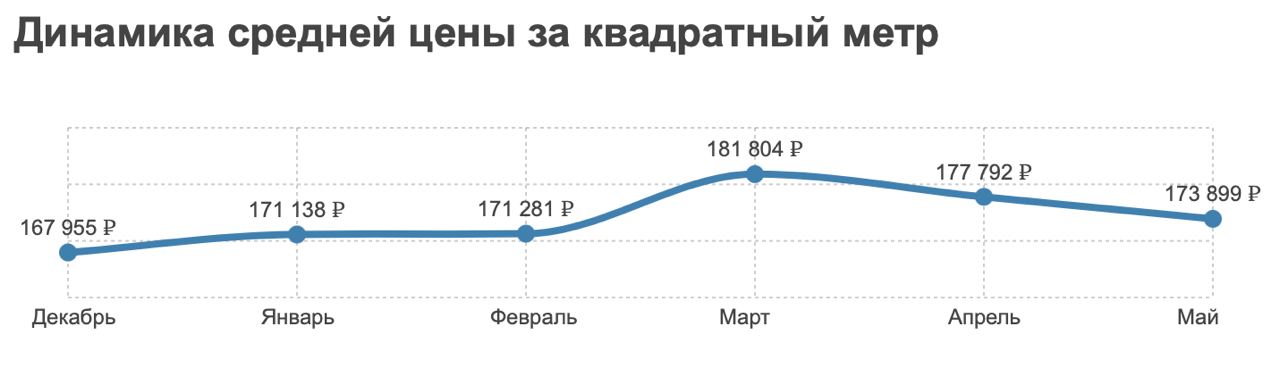 Динамика средней цены за квадратный метр
181 804 ₽
177 792 ₽
173 899 ₽
171 138 ₽
171 281 ₽
167 955 ₽
Декабрь Январь Февраль Март Апрель Май